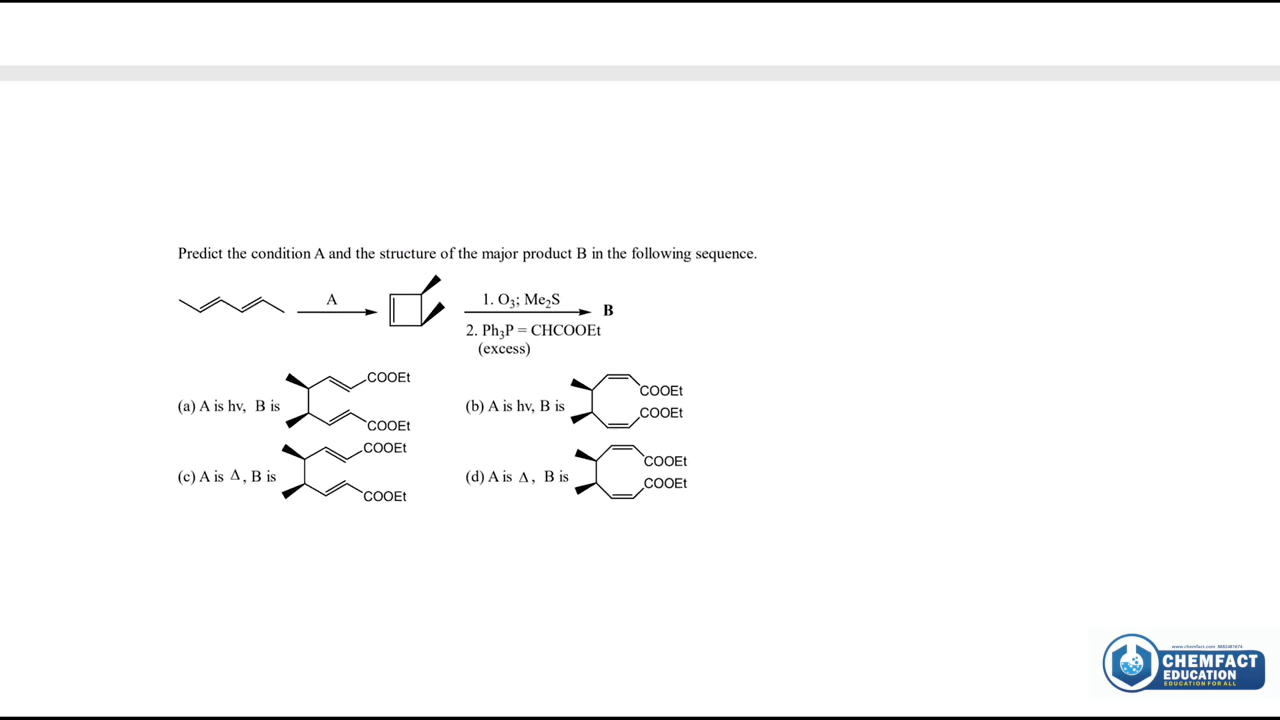 Predict the condition A and the structure of the major product B in the following sequence.
A
1. O₃; Me₂S
2. Ph₃P = CHCOOEt
(excess)
B
(a) A is hν, B is
COOEt
COOEt
(b) A is hν, B is
COOEt
COOEt
(c) A is Δ, B is
COOEt
COOEt
(d) A is Δ, B is
COOEt
COOEt
CHEMFACT
EDUCATION
EDUCATION FOR ALL